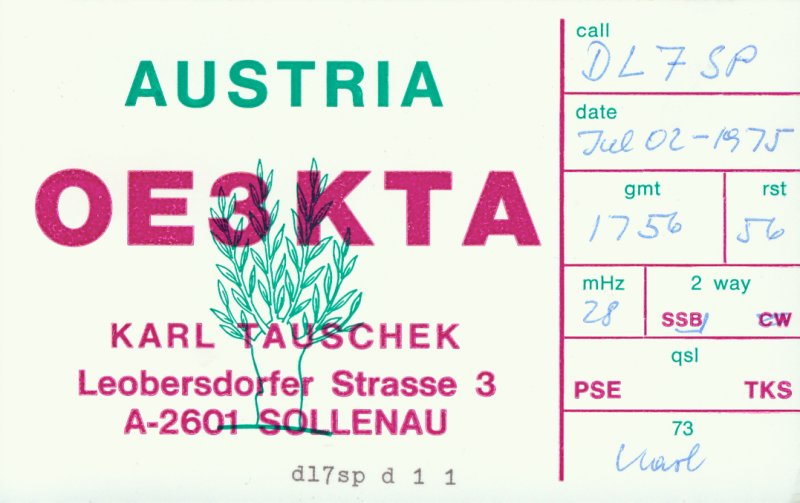 AUSTRIA
OE3KTA
KARL TAUSCHEK
Leobersdorfer Strasse 3
A-2601 SOLLENAU
dl7sp d 1 1
call
DL7SP
date
Jul 02-1975
gmt
1756
rst
56
mHz
28
2 way
SSB CW
qsl
PSE TKS
73
Karl